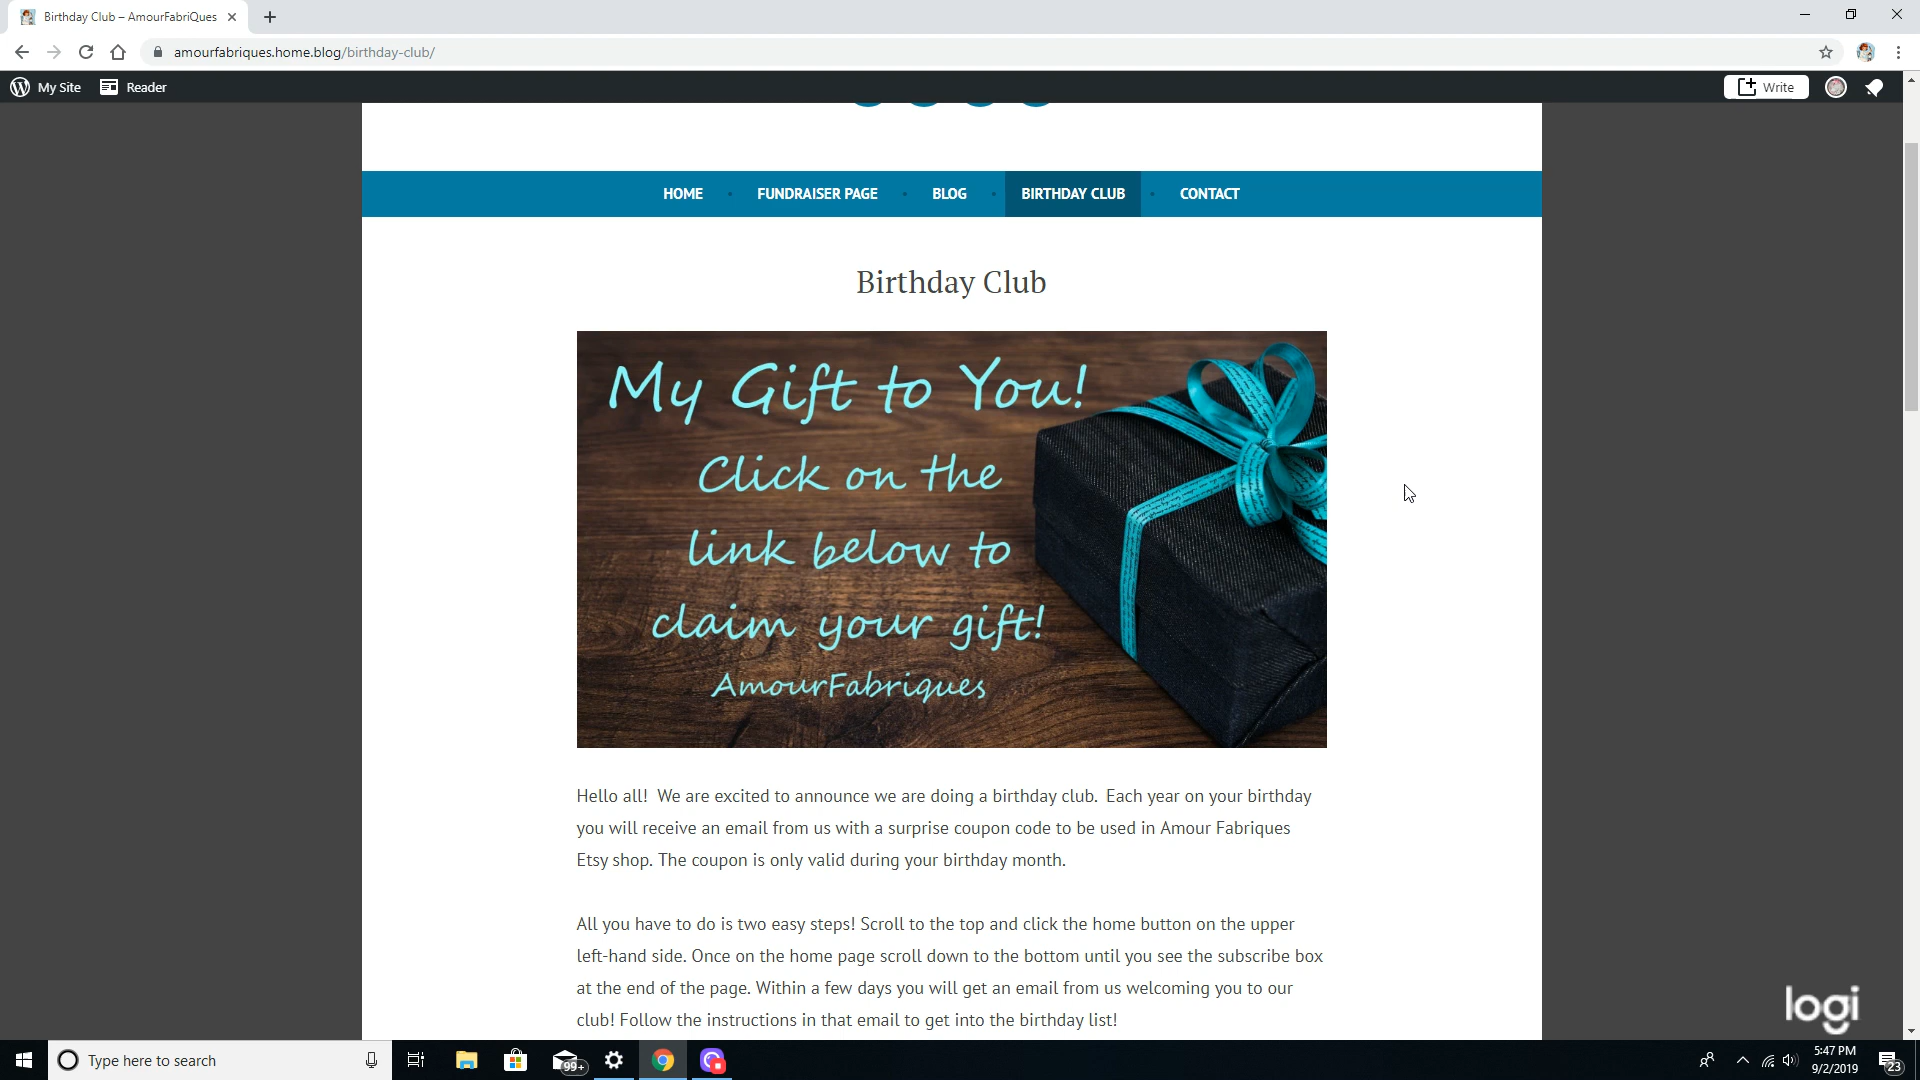 Birthday Club – AmourFabriQues
amourfabriques.home.blog/birthday-club/
My Site
Reader
Write
HOME
FUNDRAISER PAGE
BLOG
BIRTHDAY CLUB
CONTACT
Birthday Club
My Gift to You!
Click on the
link below to
claim your gift!
AmourFabriques
Hello all!  We are excited to announce we are doing a birthday club.  Each year on your birthday
you will receive an email from us with a surprise coupon code to be used in Amour Fabriques
Etsy shop. The coupon is only valid during your birthday month.
All you have to do is two easy steps! Scroll to the top and click the home button on the upper
left-hand side. Once on the home page scroll down to the bottom until you see the subscribe box
at the end of the page. Within a few days you will get an email from us welcoming you to our
club! Follow the instructions in that email to get into the birthday list!
logi
Type here to search
99+
5:47 PM
9/2/2019
23